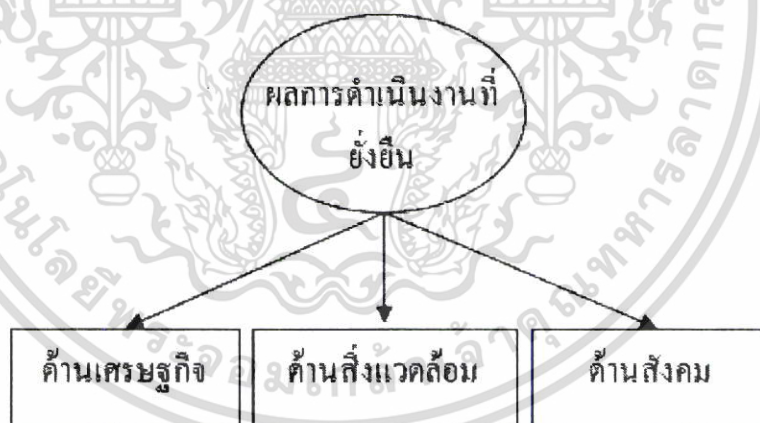 ผลการดำเนินงานที่
ยั่งยืน
ด้านเศรษฐกิจ
ด้านสิ่งแวดล้อม
ด้านสังคม